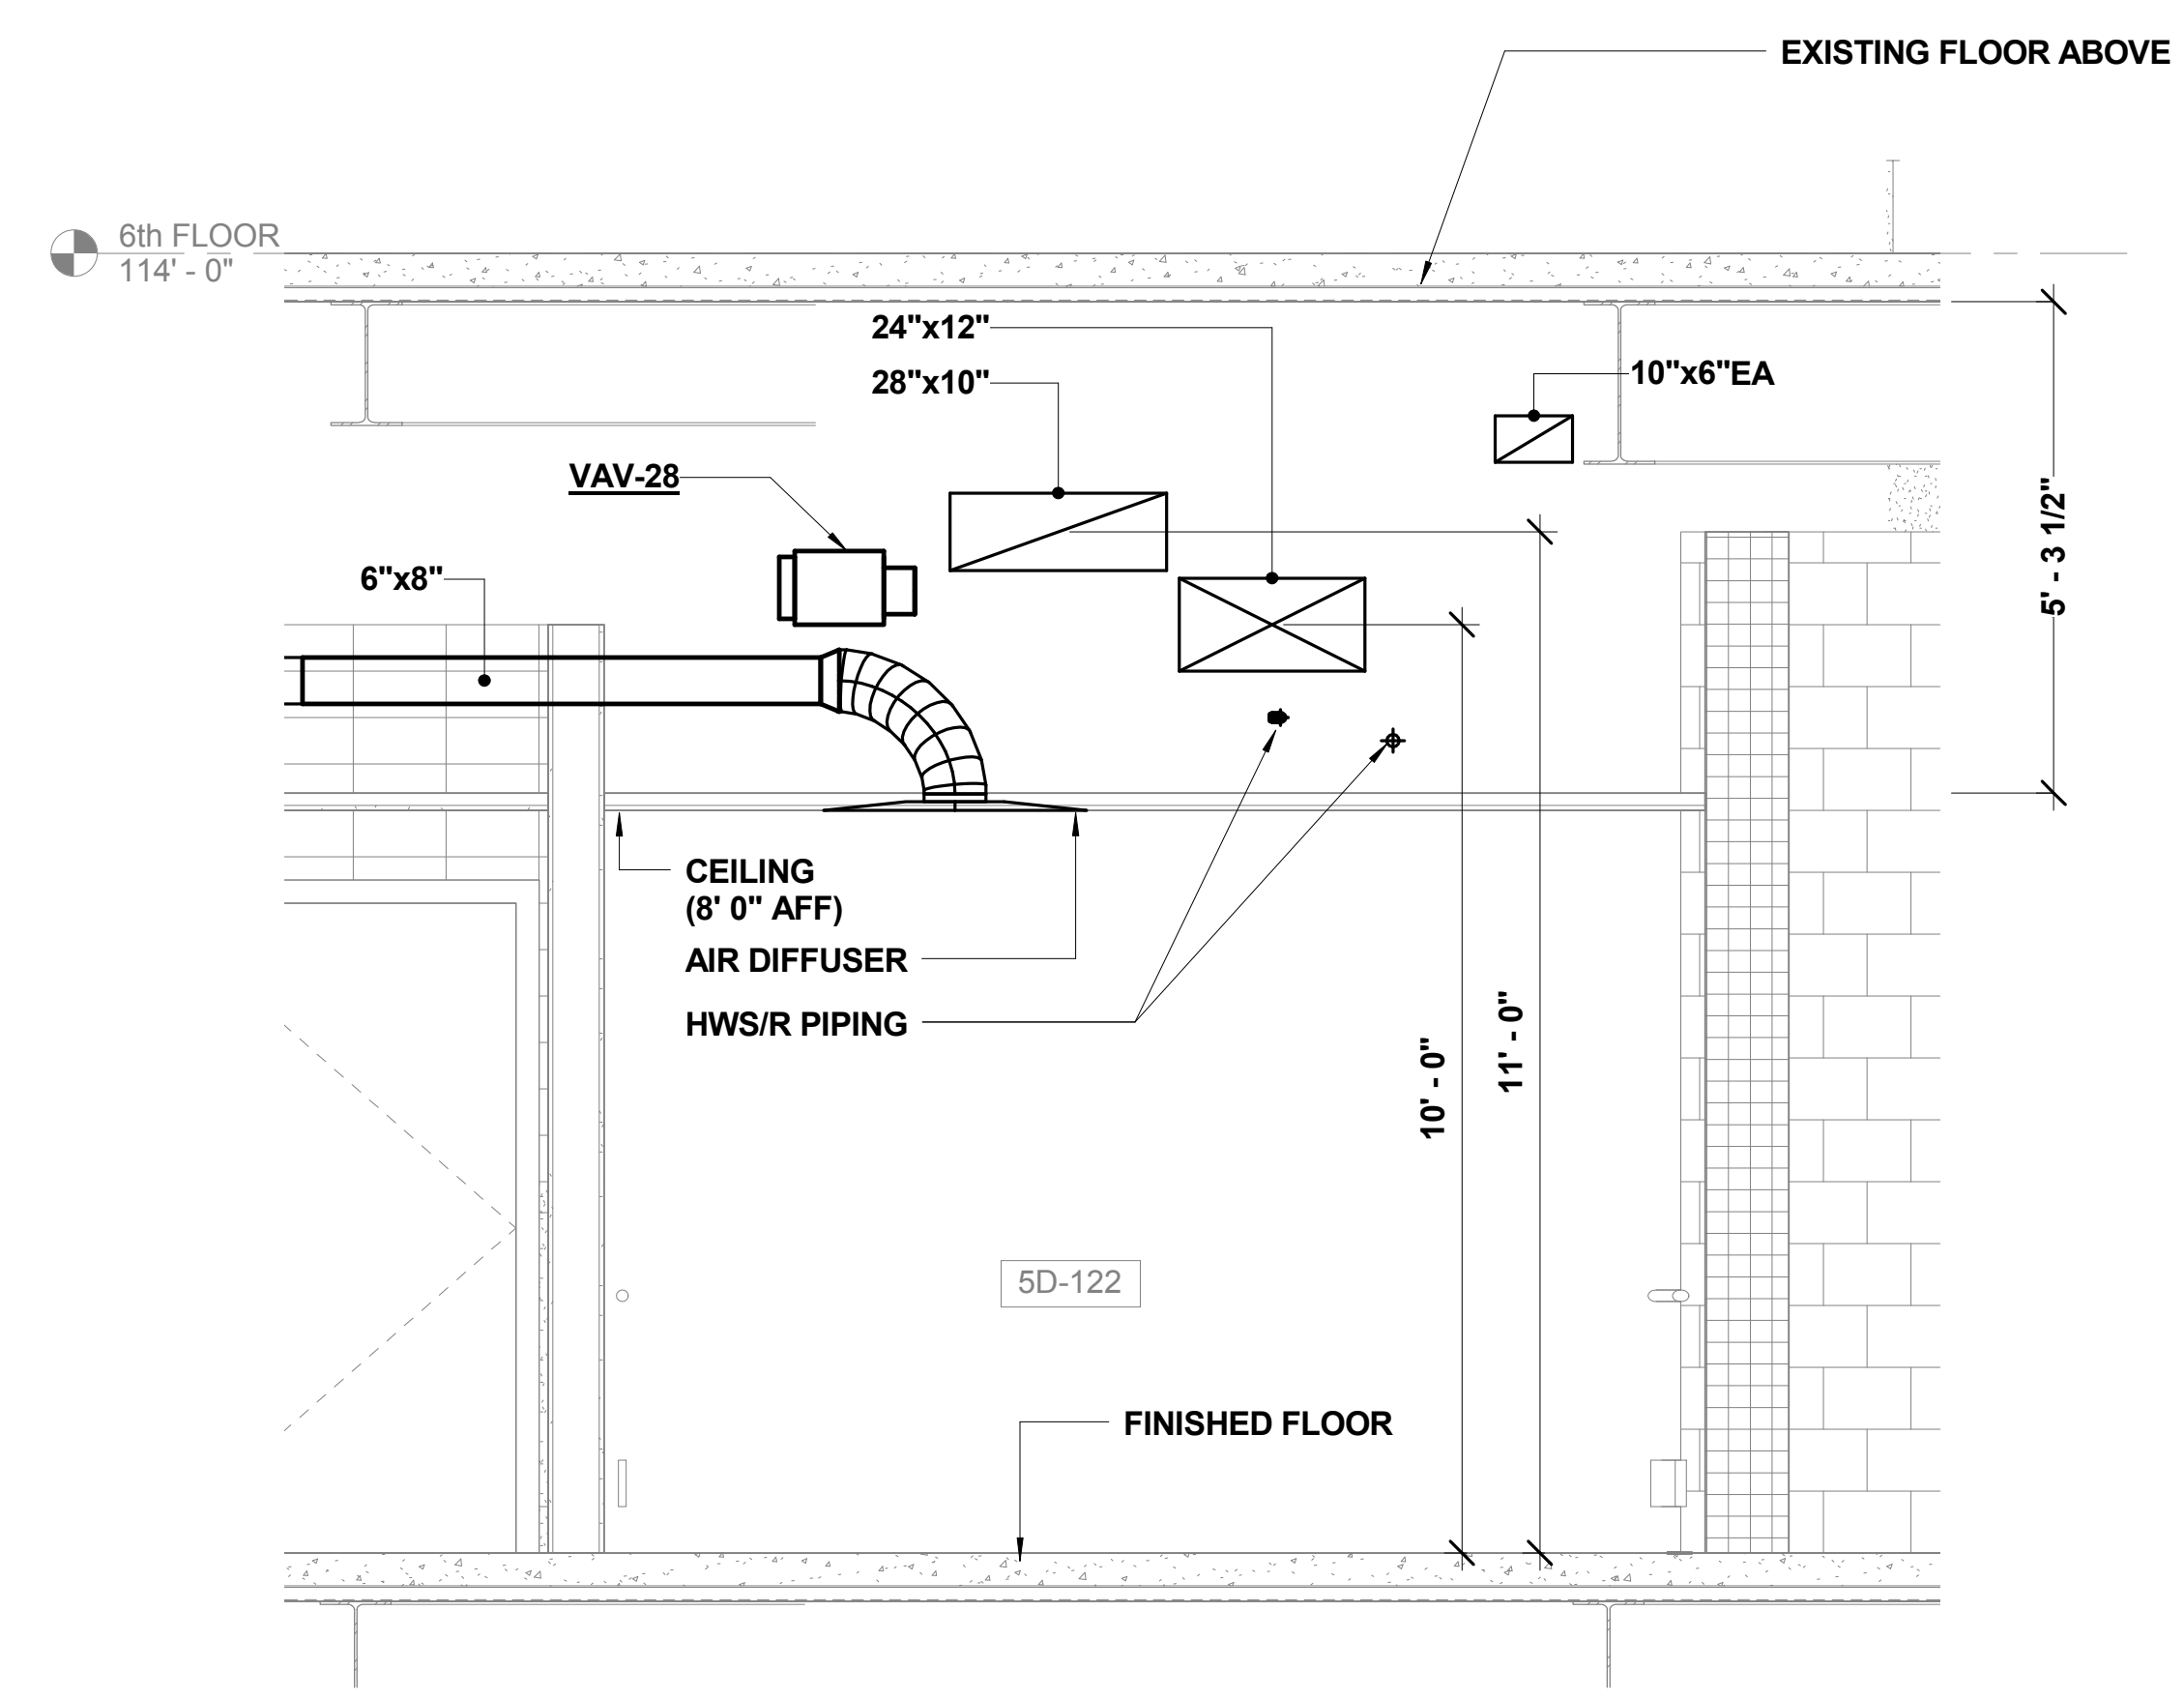 EXISTING FLOOR ABOVE
6th FLOOR
114' - 0"
24"x12"
28"x10"
10"x6"EA
VAV-28
5' - 3 1/2"
6"x8"
CEILING
(8' 0" AFF)
AIR DIFFUSER
HWS/R PIPING
10' - 0"
11' - 0"
5D-122
FINISHED FLOOR